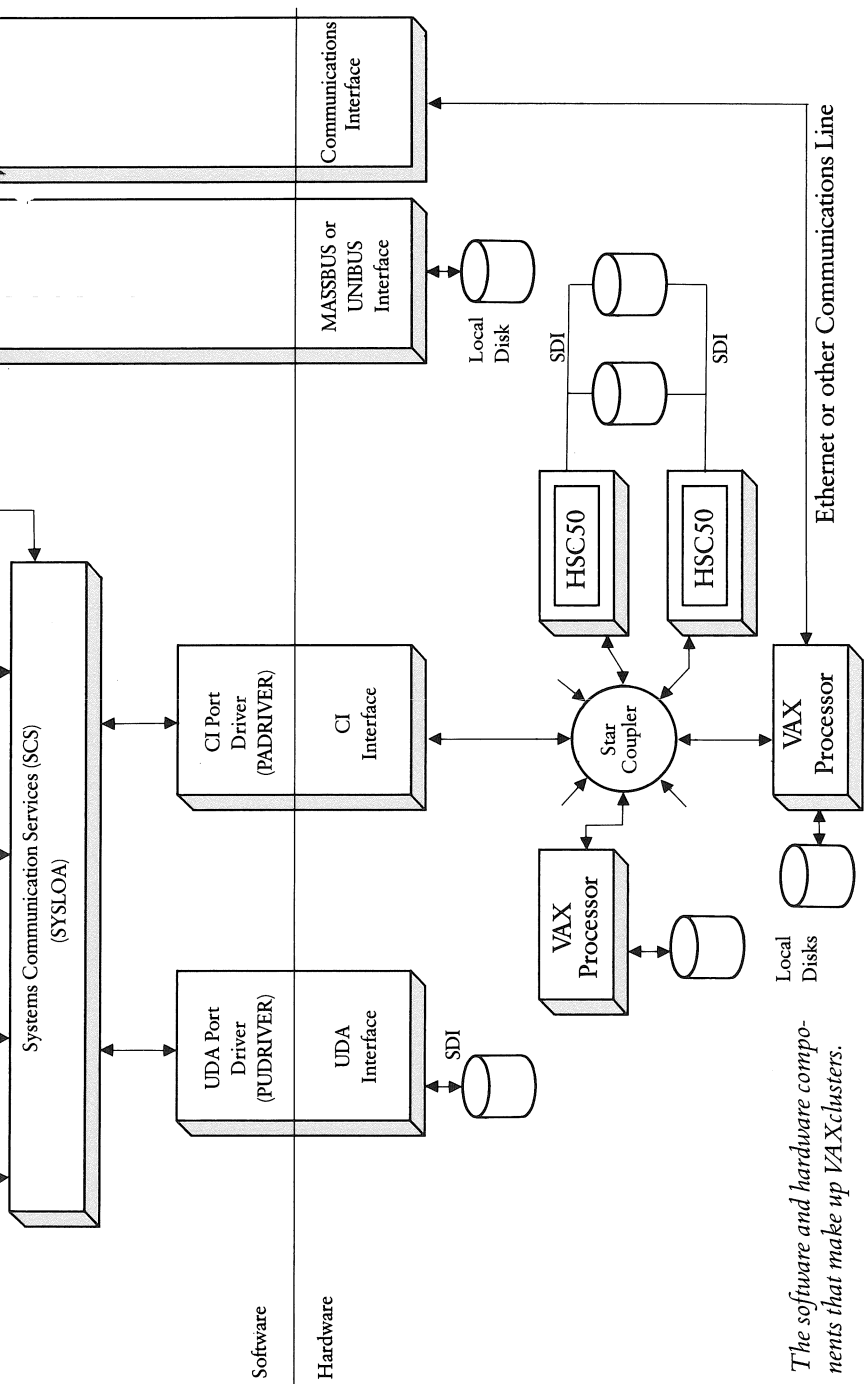 Systems Communication Services (SCS)
(SYSLOA)
UDA Port
Driver
(PUDRIVER)
CI Port
Driver
(PADRIVER)
Software
Hardware
UDA
Interface
CI
Interface
MASSBUS or
UNIBUS
Interface
Communications
Interface
SDI
Local
Disk
VAX
Processor
Star
Coupler
HSC50
HSC50
SDI
SDI
Local
Disks
VAX
Processor
Ethernet or other Communications Line
The software and hardware compo-
nents that make up VAXclusters.